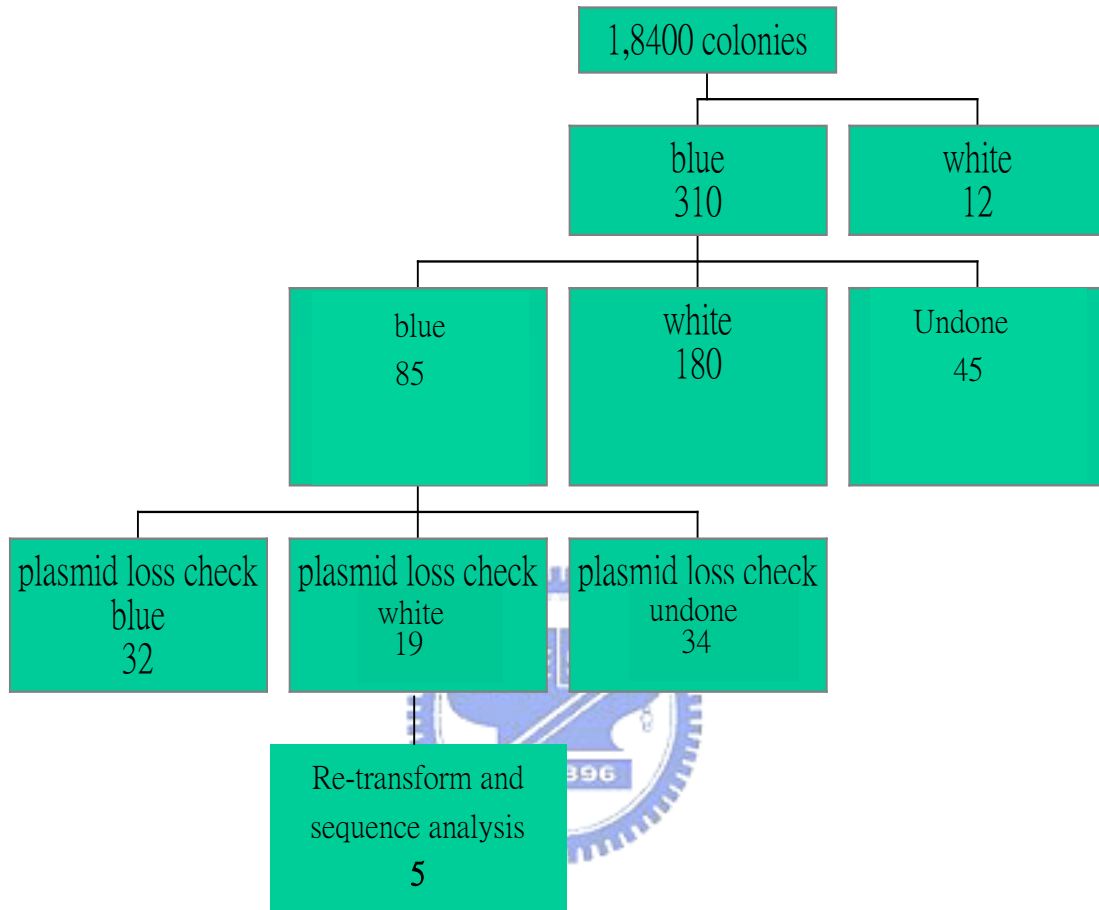 1,8400 colonies
blue
310
white
12
blue
85
white
180
Undone
45
plasmid loss check
blue
32
plasmid loss check
white
19
plasmid loss check
undone
34
Re-transform and
sequence analysis
5
896